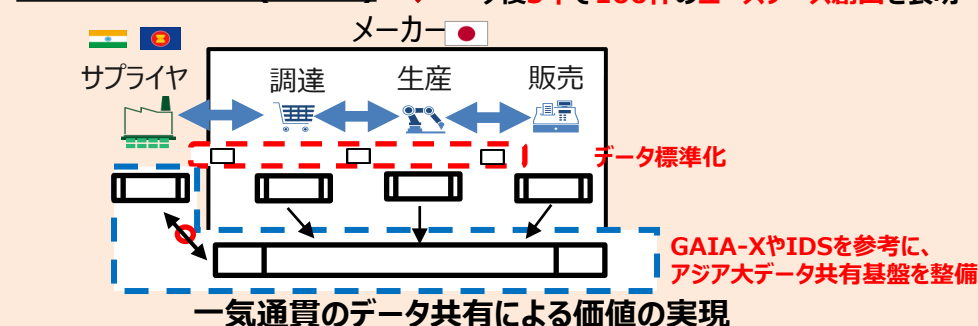 メーカー
サプライヤ
調達
生産
販売
データ標準化
GAIA-XやIDSを参考に、
アジア大データ共有基盤を整備
一気通貫のデータ共有による価値の実現